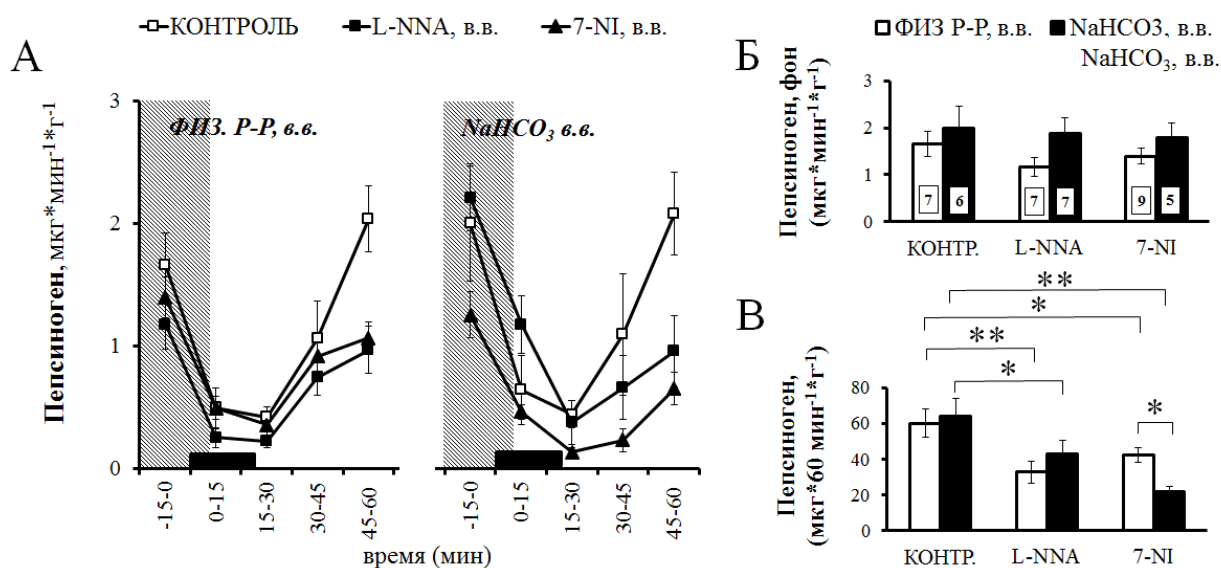 КОНТРОЛЬ
L-NNA, в.в.
7-NI, в.в.
А
Пепсиноген, мкг*мин⁻¹*г⁻¹
3
2
1
0
ФИЗ. Р-Р, в.в.
NaHCO₃ в.в.
-15-0
0-15
15-30
30-45
45-60
-15-0
0-15
15-30
30-45
45-60
время (мин)
Б
ФИЗ Р-Р, в.в.
NaHCO3, в.в.
NaHCO₃, в.в.
Пепсиноген, фон
(мкг*мин⁻¹*г⁻¹)
3
2
1
0
7
6
7
7
9
5
КОНТР.
L-NNA
7-NI
В
Пепсиноген,
(мкг*60 мин⁻¹*г⁻¹)
**
*
**
*
*
80
60
40
20
0
КОНТР.
L-NNA
7-NI